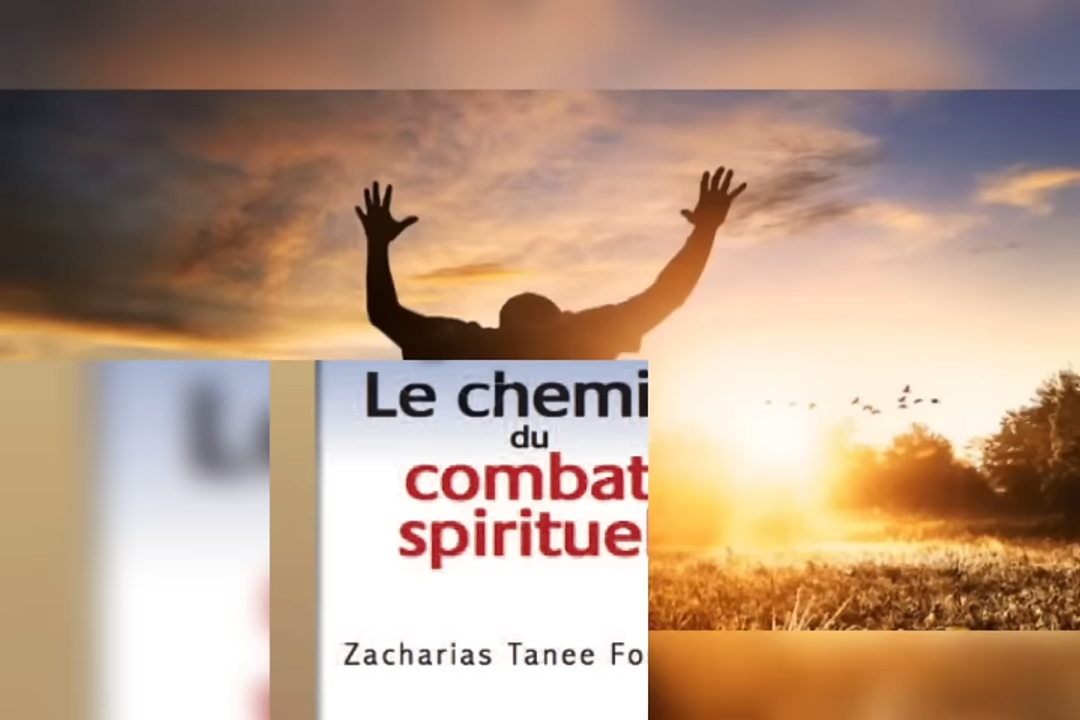 Le chemi
du
combat
spirituel
Zacharias Tanee Fo